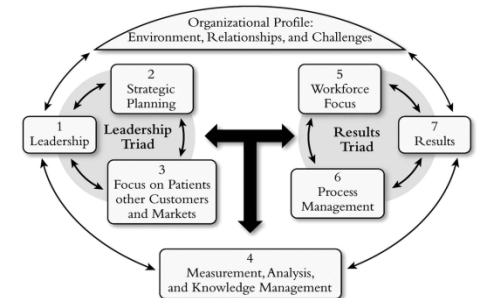 Organizational Profile:
Environment, Relationships, and Challenges
2
Strategic
Planning
5
Workforce
Focus
1
Leadership
Leadership
Triad
Results
Triad
7
Results
3
Focus on Patients
other Customers
and Markets
6
Process
Management
4
Measurement, Analysis,
and Knowledge Management